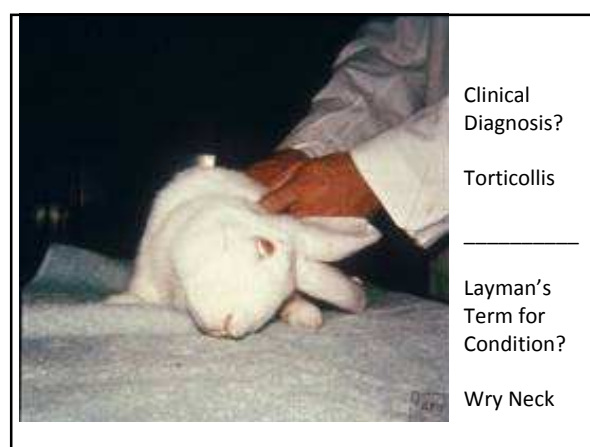 Clinical
Diagnosis?
Torticollis
__________
Layman's
Term for
Condition?
Wry Neck